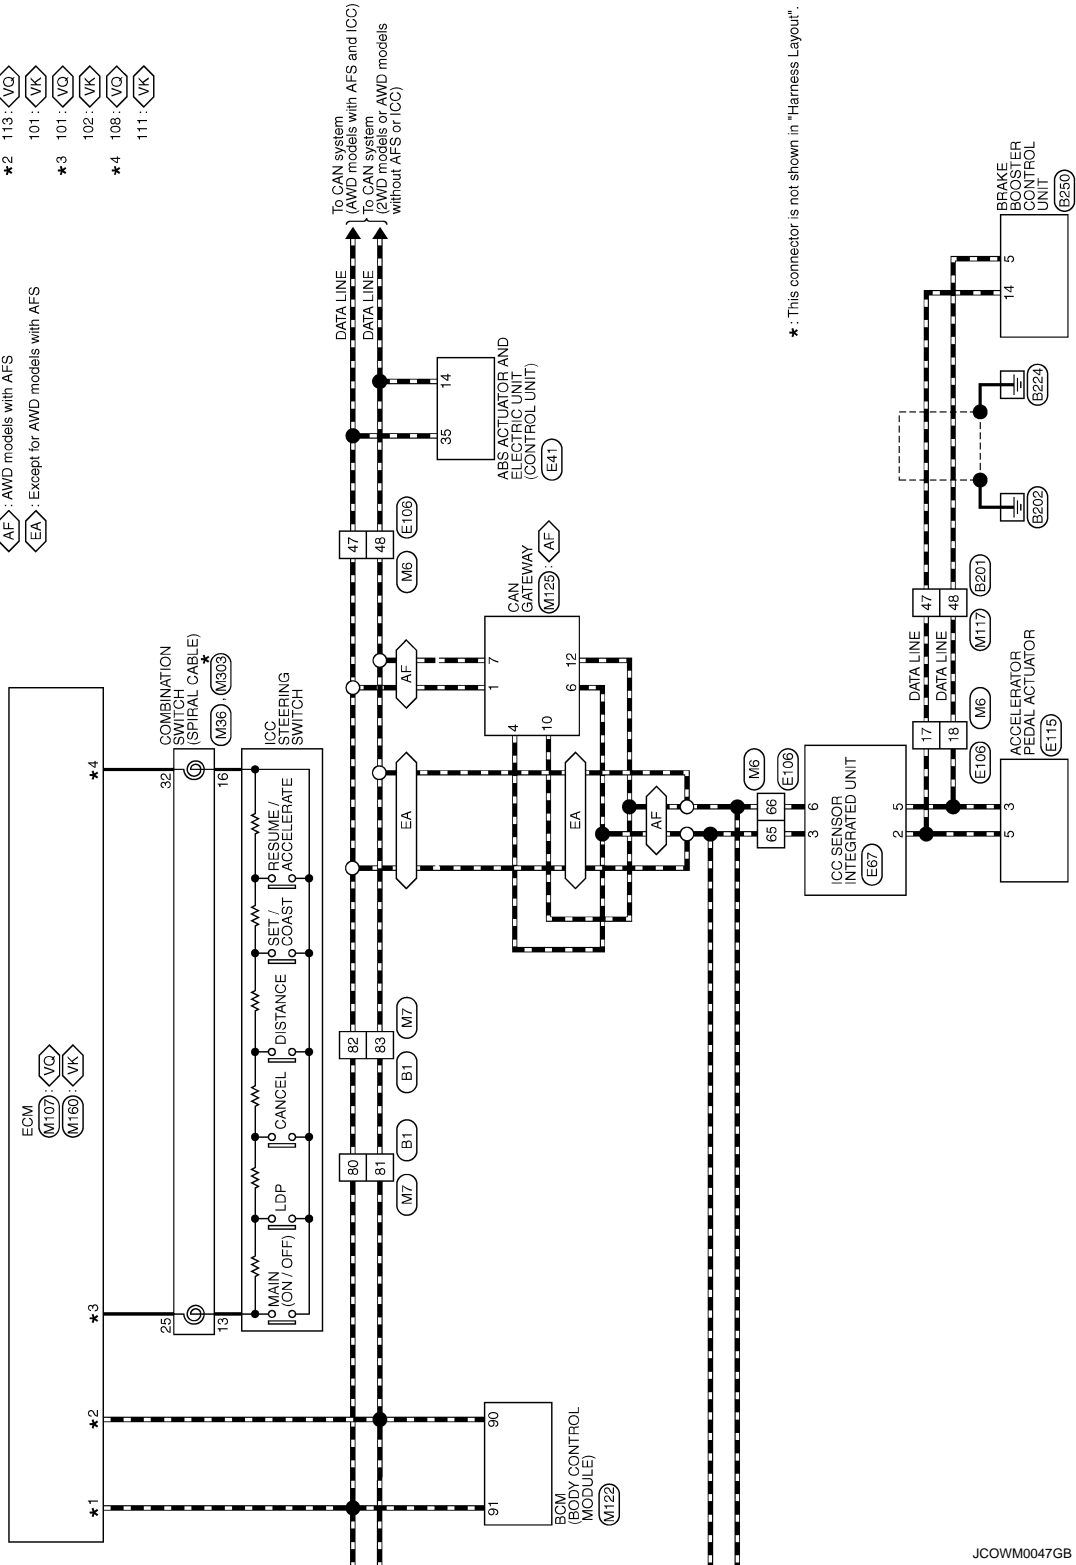 AF : AWD models with AFS
EA : Except for AWD models with AFS
*2 113 : VQ
101 : VK
*3 101 : VQ
102 : VK
*4 108 : VQ
111 : VK
ECM
M107 : VQ
M160 : VK
*1
*2
*3
*4
25
32
COMBINATION
SWITCH
(SPIRAL CABLE)
M36 , M303
*
13
16
ICC
STEERING
SWITCH
MAIN
(ON / OFF)
LDP
CANCEL
DISTANCE
SET /
COAST
RESUME /
ACCELERATE
80
81
M7
B1
82
83
B1
M7
47
48
M6
E106
DATA LINE
DATA LINE
To CAN system
(AWD models with AFS and ICC)
To CAN system
(2WD models or AWD models
without AFS or ICC)
91
90
BCM
(BODY CONTROL
MODULE)
M122
EA
AF
35
14
ABS ACTUATOR AND
ELECTRIC UNIT
(CONTROL UNIT)
E41
CAN
GATEWAY
M125 : AF
1
7
4
10
6
12
EA
AF
65
66
M6
E106
3
6
ICC SENSOR
INTEGRATED UNIT
E67
2
5
17
18
E106
M6
DATA LINE
DATA LINE
47
48
M117
B201
5
3
ACCELERATOR
PEDAL ACTUATOR
E115
B202
B224
14
5
BRAKE
BOOSTER
CONTROL
UNIT
B250
* : This connector is not shown in "Harness Layout".
JCOWM0047GB